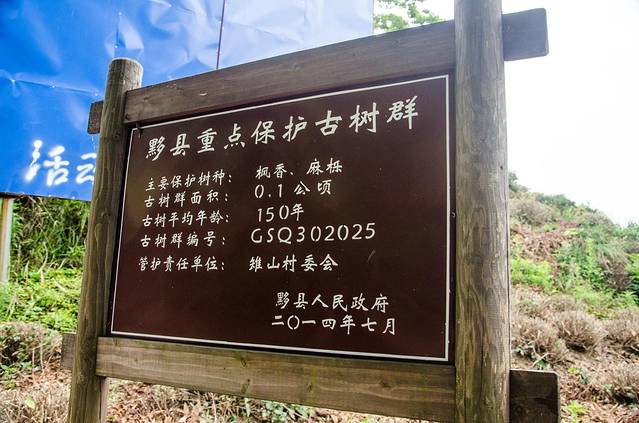 活动
黟县重点保护古树群
主要保护树种：枫香、麻栎
古树群面积：0.1公顷
古树平均年龄：150年
古树群编号：GSQ302025
管护责任单位：雉山村委会
黟县人民政府
二〇一四年七月